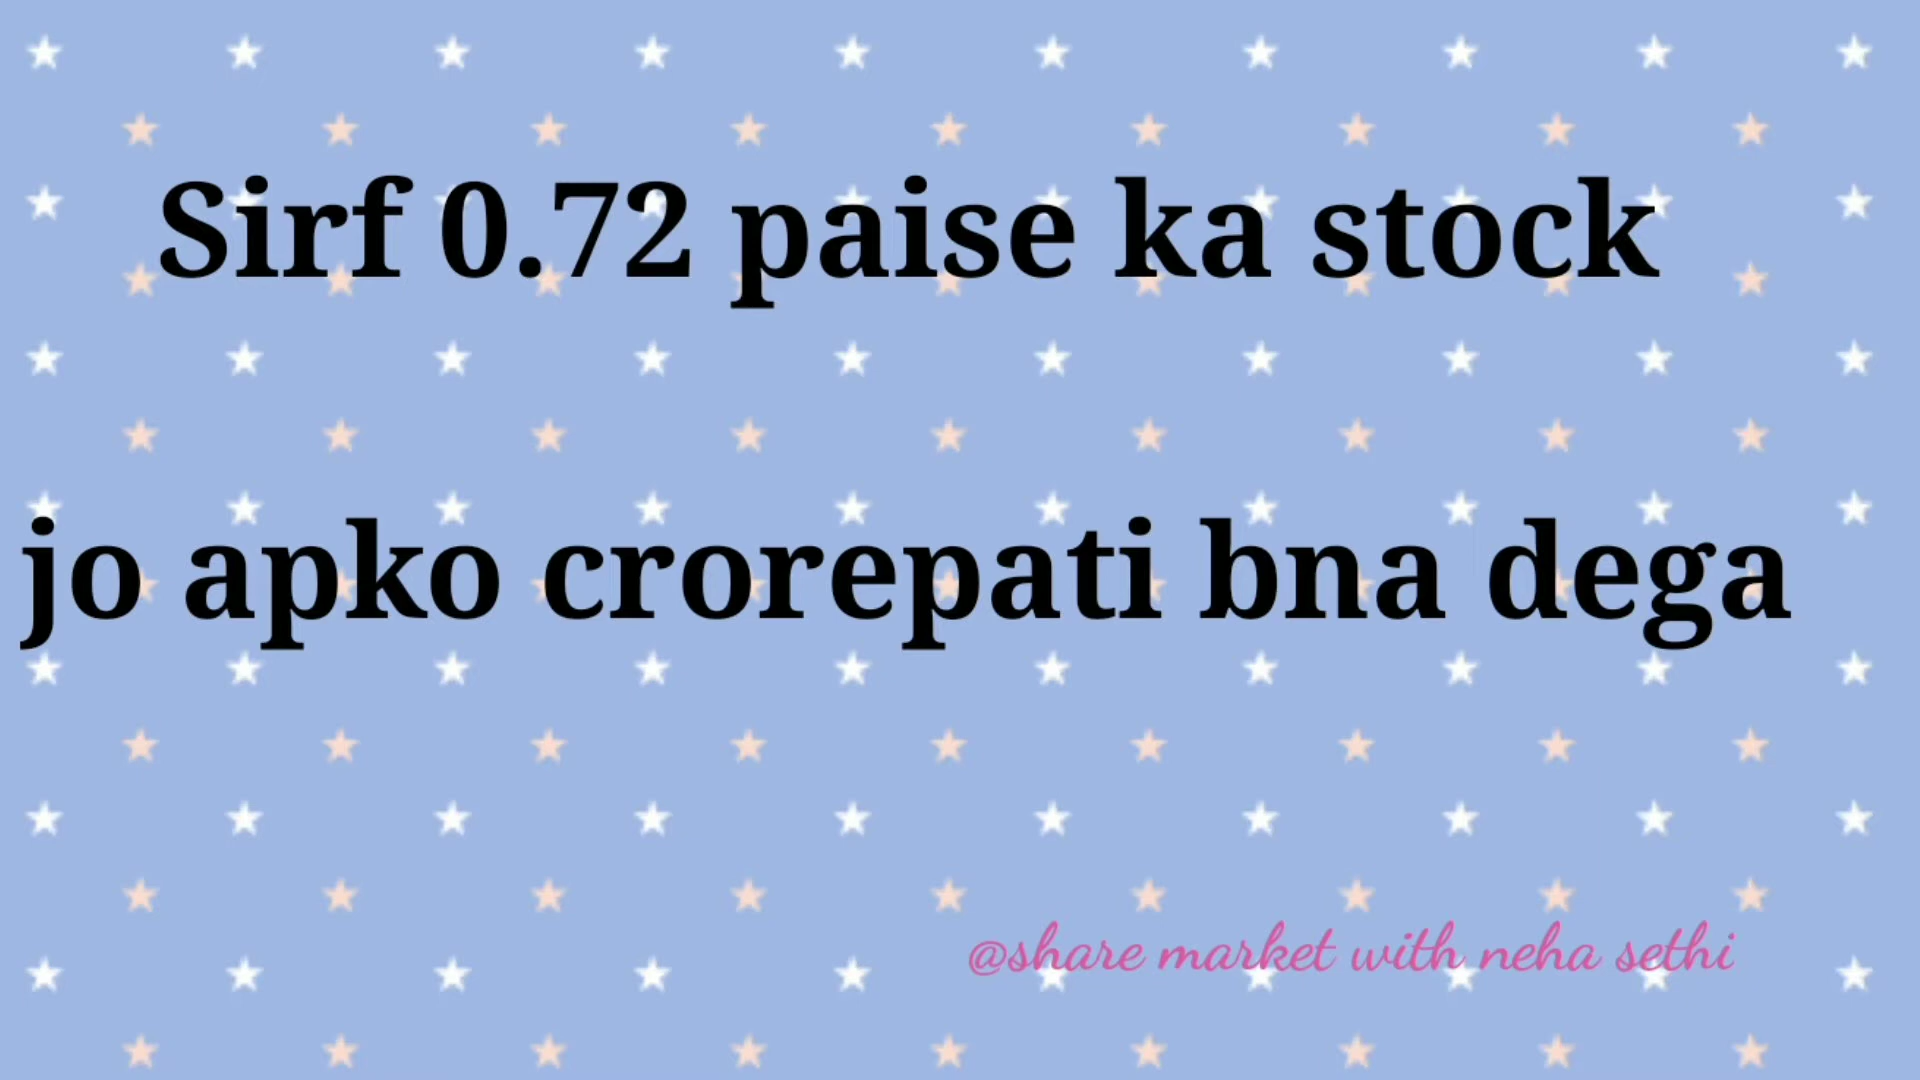 Sirf 0.72 paise ka stock
jo apko crorepati bna dega
@share market with neha sethi